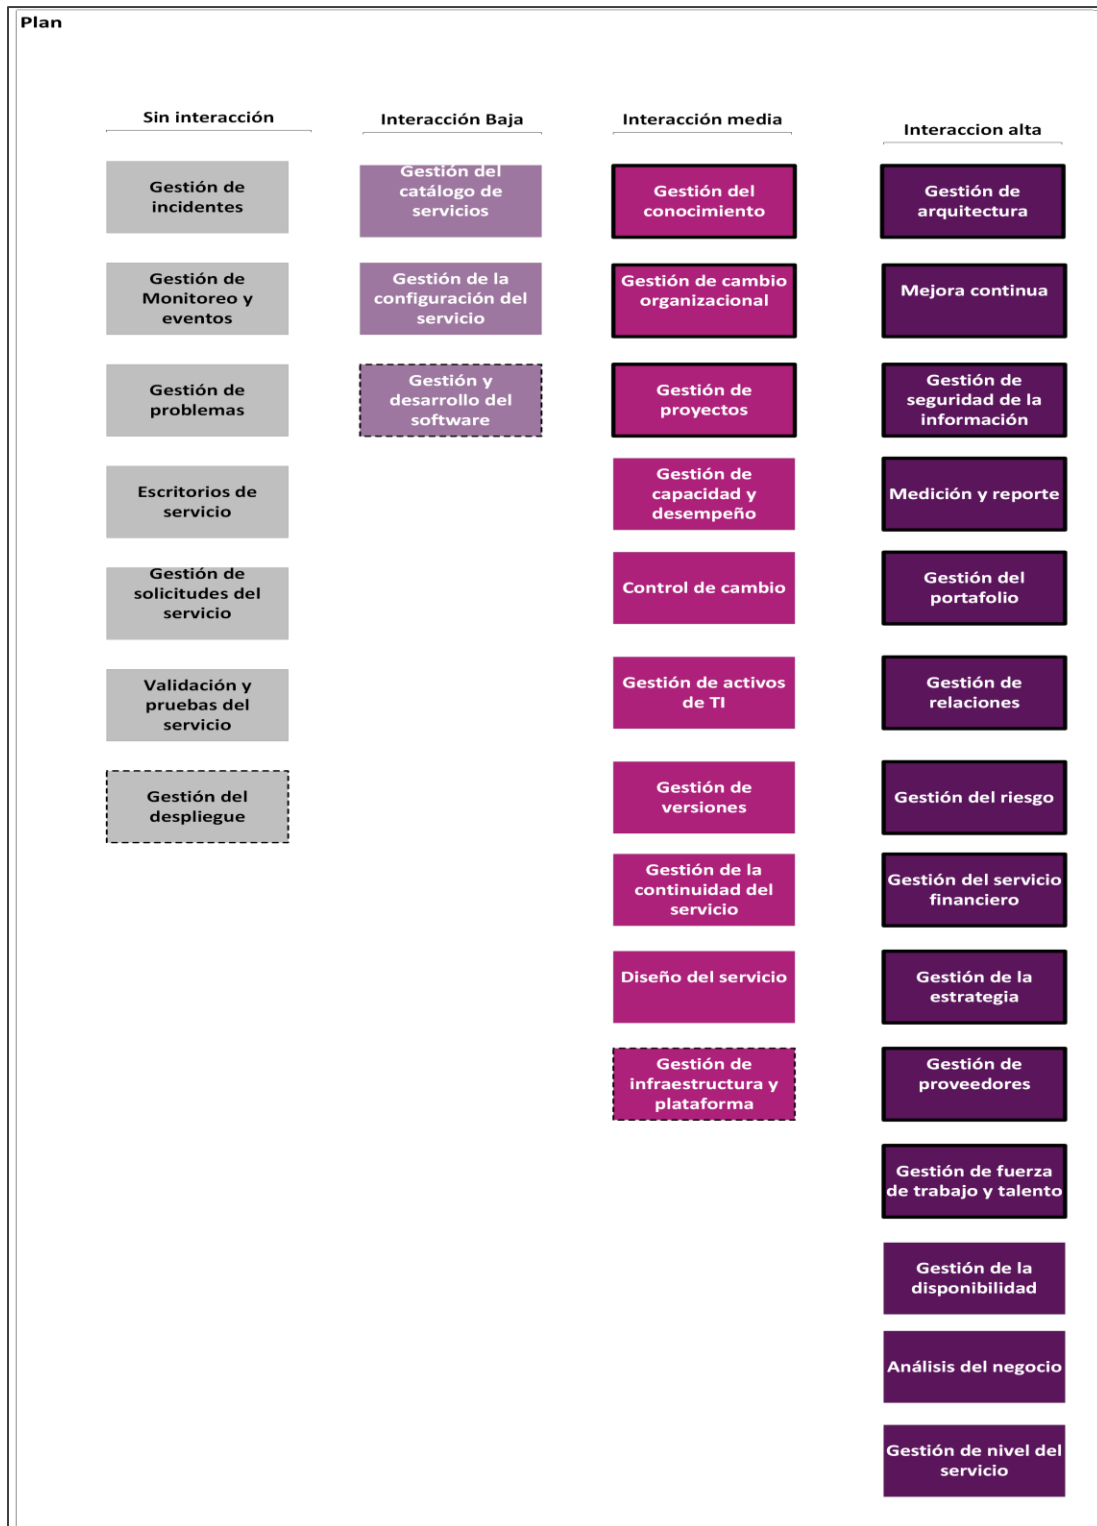 Plan
Sin interacción
Gestión de
incidentes
Gestión de
Monitoreo y
eventos
Gestión de
problemas
Escritorios de
servicio
Gestión de
solicitudes del
servicio
Validación y
pruebas del
servicio
Gestión del
despliegue
Interacción Baja
Gestión del
catálogo de
servicios
Gestión de la
configuración del
servicio
Gestión y
desarrollo del
software
Interacción media
Gestión del
conocimiento
Gestión de cambio
organizacional
Gestión de
proyectos
Gestión de
capacidad y
desempeño
Control de cambio
Gestión de activos
de TI
Gestión de
versiones
Gestión de la
continuidad del
servicio
Diseño del servicio
Gestión de
infraestructura y
plataforma
Interaccion alta
Gestión de
arquitectura
Mejora continua
Gestión de
seguridad de la
información
Medición y reporte
Gestión del
portafolio
Gestión de
relaciones
Gestión del riesgo
Gestión del servicio
financiero
Gestión de la
estrategia
Gestión de
proveedores
Gestión de fuerza
de trabajo y talento
Gestión de la
disponibilidad
Análisis del negocio
Gestión de nivel del
servicio